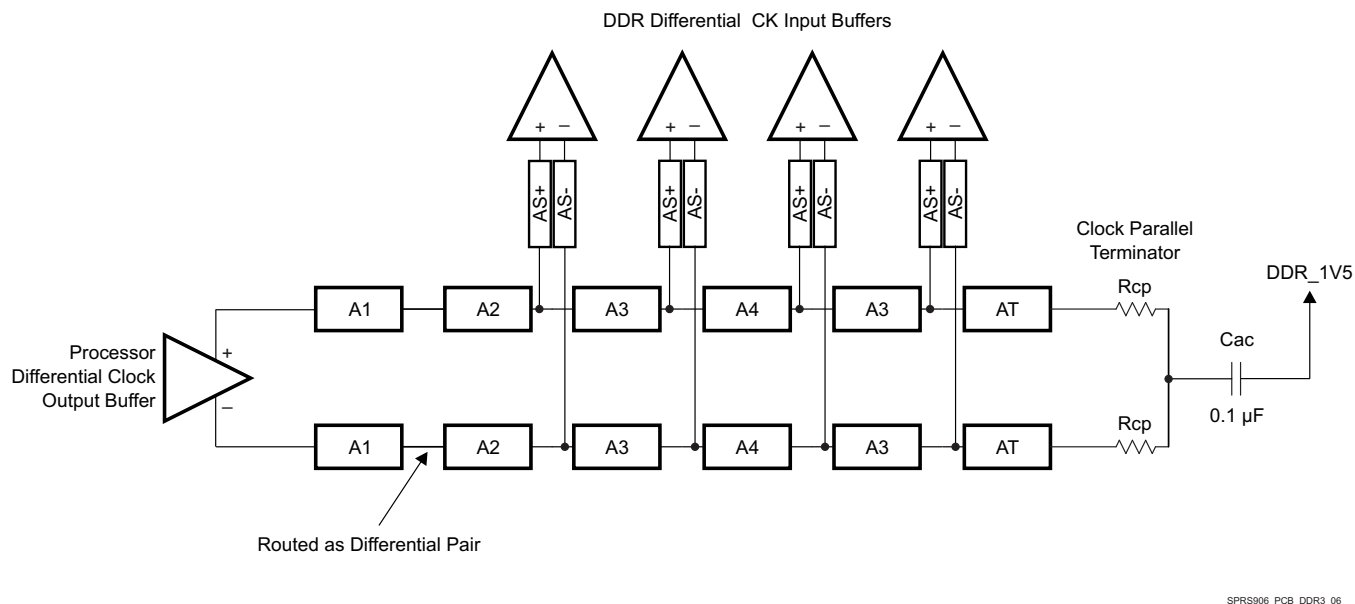 DDR Differential CK Input Buffers
+ –
+ –
+ –
+ –
AS+
AS-
AS+
AS-
AS+
AS-
AS+
AS-
Clock Parallel
Terminator
DDR_1V5
A1
A2
A3
A4
A3
AT
Rcp
Processor
Differential Clock
Output Buffer
+
–
Cac
0.1 µF
A1
A2
A3
A4
A3
AT
Rcp
Routed as Differential Pair
SPRS906_PCB_DDR3_06